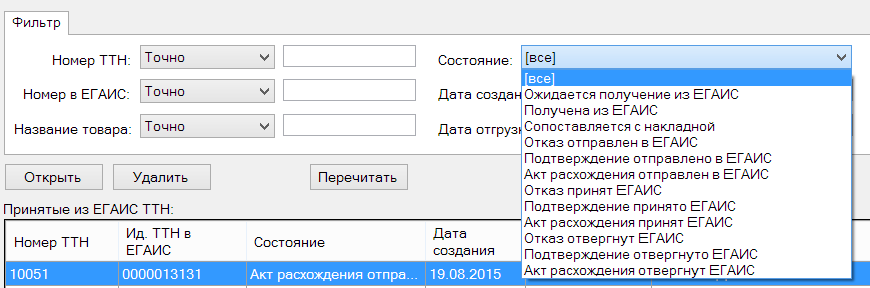 Фильтр
Номер ТТН: Точно Состояние: [все]
[все]
Номер в ЕГАИС: Точно Дата создан Ожидается получение из ЕГАИС
Получена из ЕГАИС
Название товара: Точно Дата отгрузк Сопоставляется с накладной
Отказ отправлен в ЕГАИС
Подтверждение отправлено в ЕГАИС
Открыть Удалить Перечитать Акт расхождения отправлен в ЕГАИС
Отказ принят ЕГАИС
Принятые из ЕГАИС ТТН: Подтверждение принято ЕГАИС
Акт расхождения принят ЕГАИС
Номер ТТН Ид. ТТН в ЕГАИС Состояние Дата создания Отказ отвергнут ЕГАИС
Подтверждение отвергнуто ЕГАИС
10051 0000013131 Акт расхождения отпра... 19.08.2015 Акт расхождения отвергнут ЕГАИС